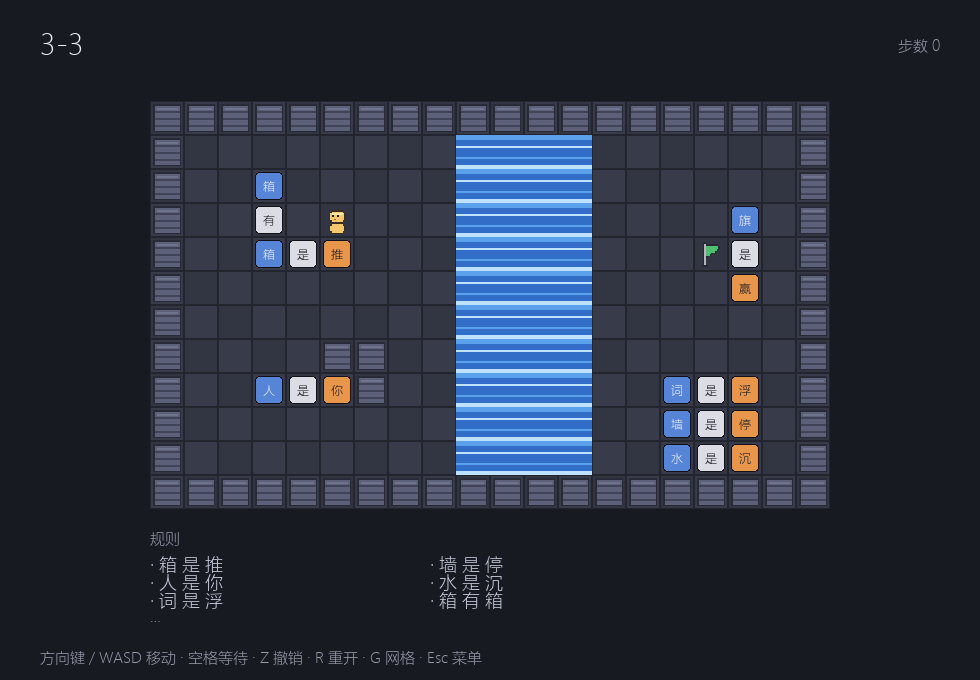 3-3
步数 0
箱
有
旗
箱 是 推
是
赢
人 是 你
词 是 浮
墙 是 停
水 是 沉
规则
· 箱 是 推
· 墙 是 停
· 人 是 你
· 水 是 沉
· 词 是 浮
· 箱 有 箱
...
方向键 / WASD 移动 · 空格等待 · Z 撤销 · R 重开 · G 网格 · Esc 菜单